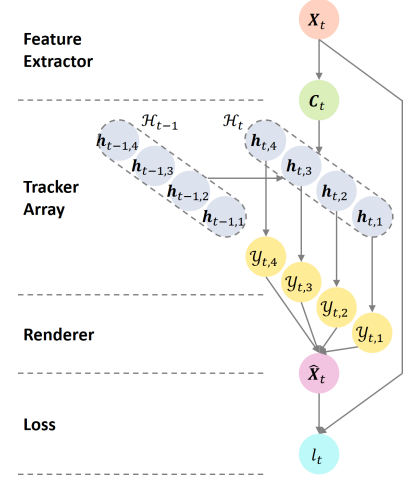 X_t
Feature
Extractor
C_t
ℋ_{t−1}
ℋ_t
h_{t−1,4}
h_{t−1,3}
h_{t−1,2}
h_{t−1,1}
h_{t,4}
h_{t,3}
h_{t,2}
h_{t,1}
Tracker
Array
𝒴_{t,4}
𝒴_{t,3}
𝒴_{t,2}
𝒴_{t,1}
Renderer
X̂_t
Loss
l_t